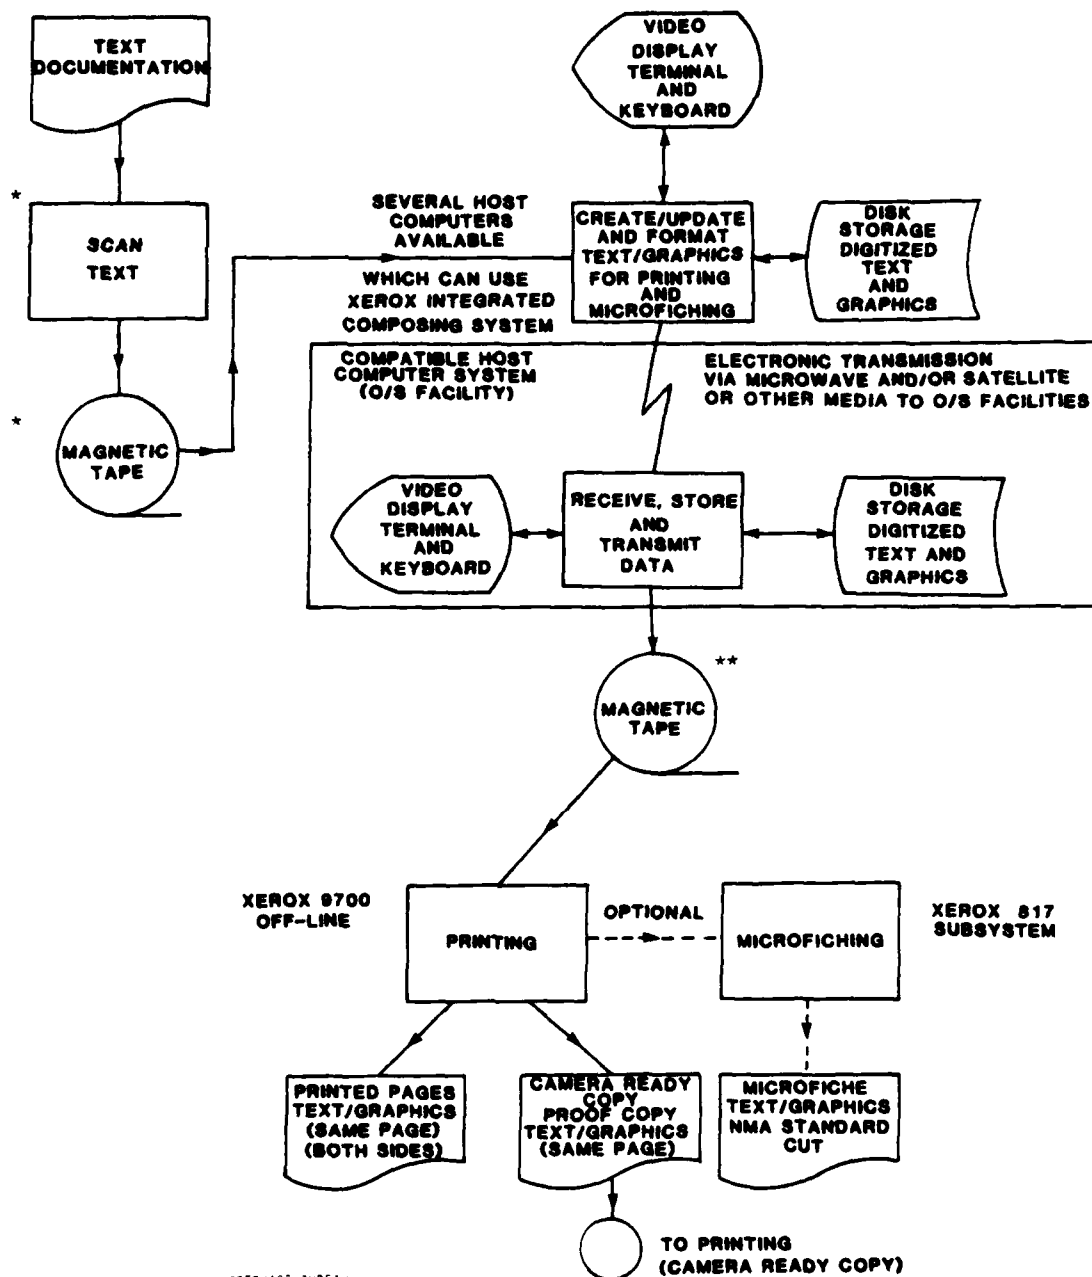 TEXT
DOCUMENTATION
*
SCAN
TEXT
*
MAGNETIC
TAPE
VIDEO
DISPLAY
TERMINAL
AND
KEYBOARD
SEVERAL HOST
COMPUTERS
AVAILABLE
WHICH CAN USE
XEROX INTEGRATED
COMPOSING SYSTEM
CREATE/UPDATE
AND FORMAT
TEXT/GRAPHICS
FOR PRINTING
AND
MICROFICHING
DISK
STORAGE
DIGITIZED
TEXT
AND
GRAPHICS
COMPATIBLE HOST
COMPUTER SYSTEM
(O/S FACILITY)
ELECTRONIC TRANSMISSION
VIA MICROWAVE AND/OR SATELLITE
OR OTHER MEDIA TO O/S FACILITIES
VIDEO
DISPLAY
TERMINAL
AND
KEYBOARD
RECEIVE, STORE
AND
TRANSMIT
DATA
DISK
STORAGE
DIGITIZED
TEXT AND
GRAPHICS
**
MAGNETIC
TAPE
XEROX 9700
OFF-LINE
PRINTING
OPTIONAL
MICROFICHING
XEROX 817
SUBSYSTEM
PRINTED PAGES
TEXT/GRAPHICS
(SAME PAGE)
(BOTH SIDES)
CAMERA READY
COPY
PROOF COPY
TEXT/GRAPHICS
(SAME PAGE)
MICROFICHE
TEXT/GRAPHICS
NMA STANDARD
CUT
TO PRINTING
(CAMERA READY COPY)